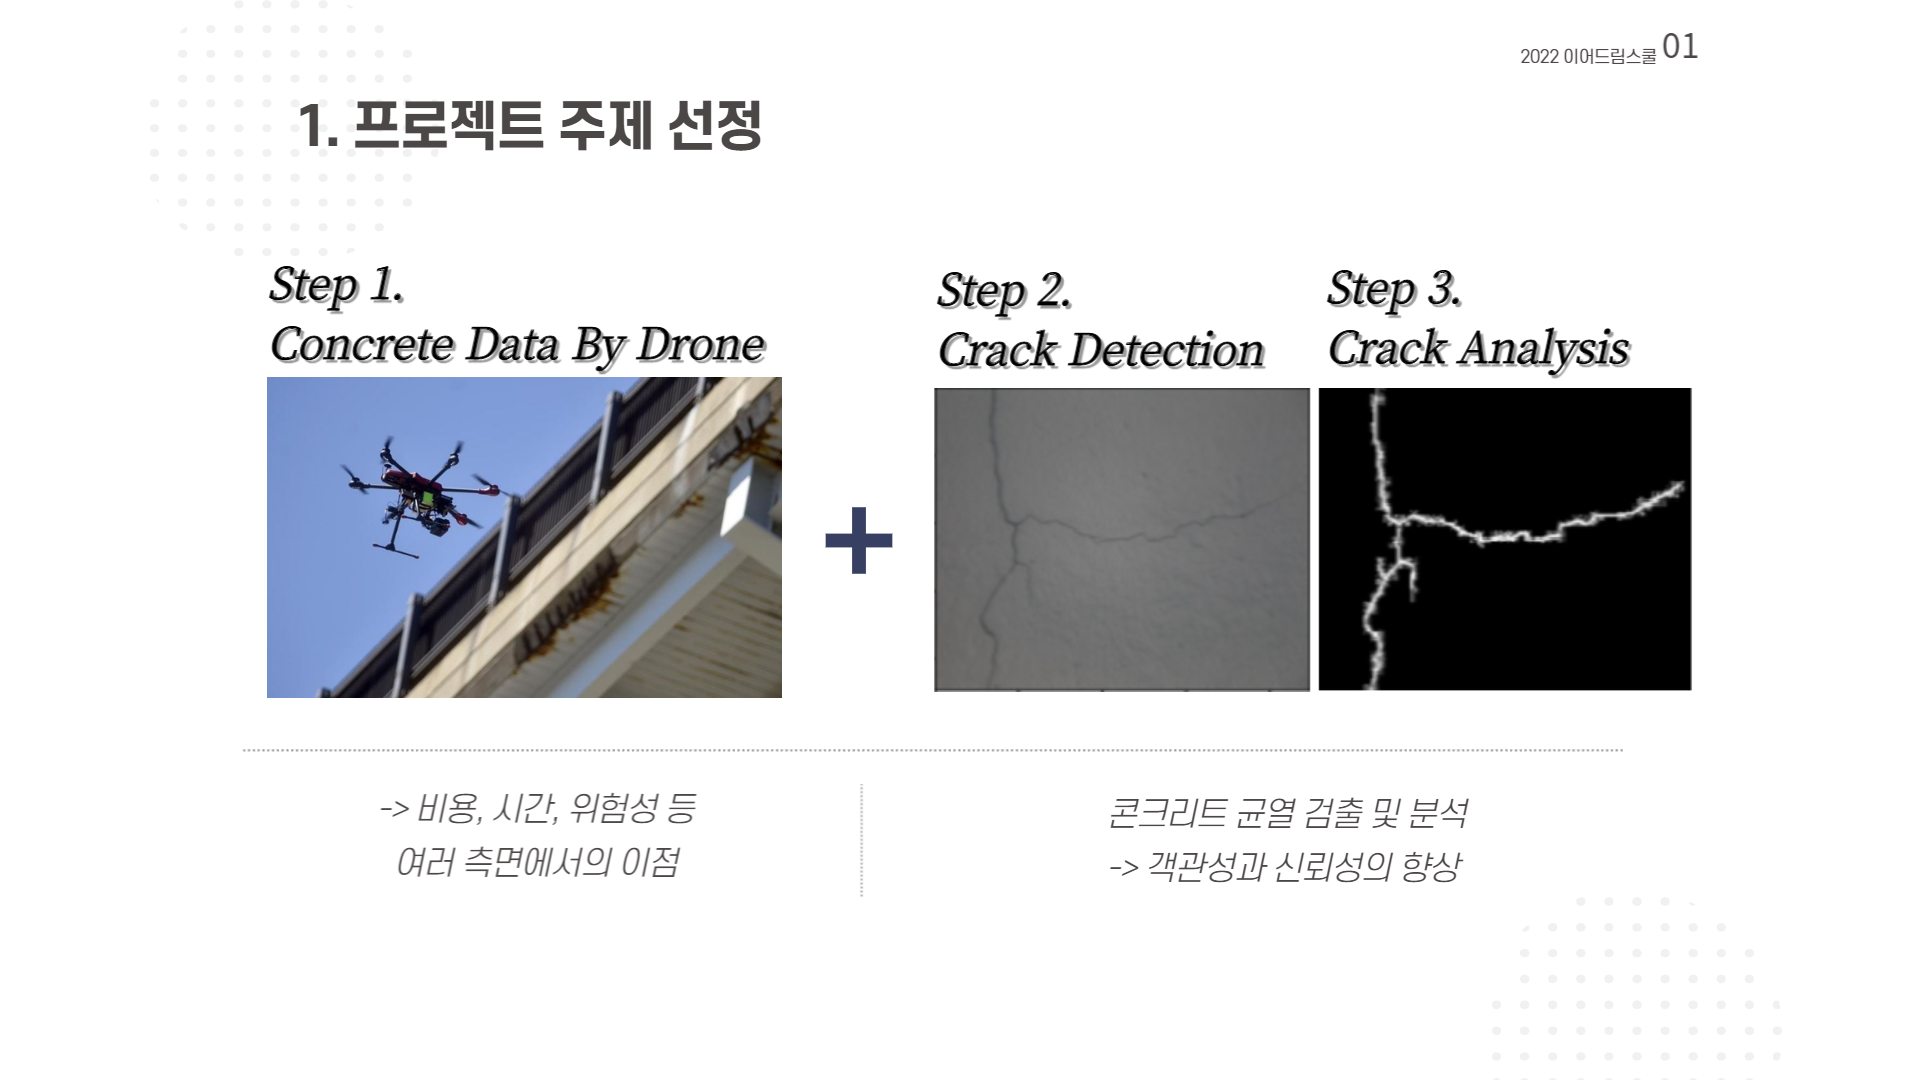 2022 이어드림스쿨 01
1. 프로젝트 주제 선정
Step 1.
Concrete Data By Drone
Step 2.
Crack Detection
Step 3.
Crack Analysis
-> 비용, 시간, 위험성 등
여러 측면에서의 이점
콘크리트 균열 검출 및 분석
-> 객관성과 신뢰성의 향상